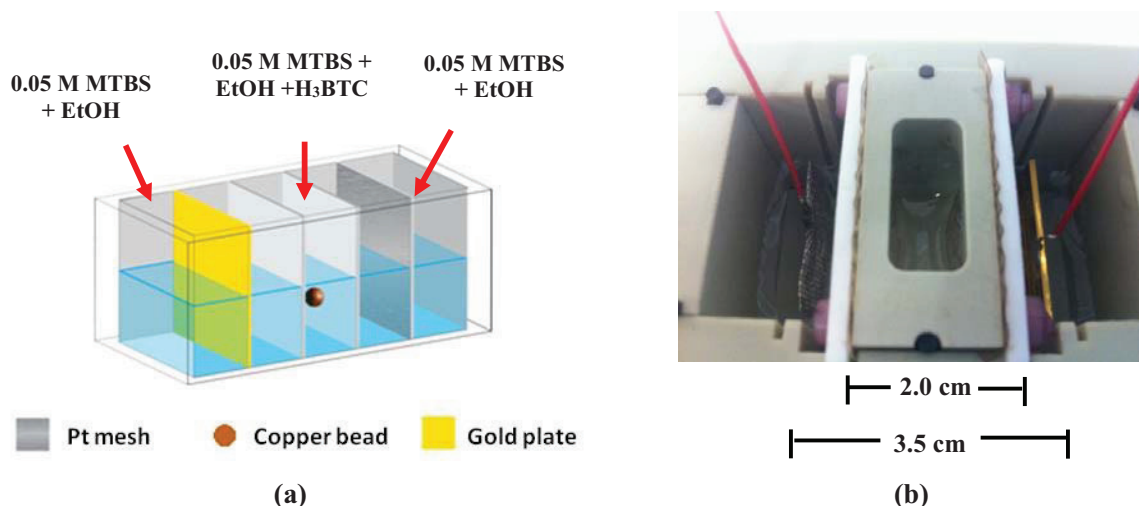 0.05 M MTBS
+ EtOH
0.05 M MTBS +
EtOH +H₃BTC
0.05 M MTBS
+ EtOH
Pt mesh
Copper bead
Gold plate
(a)
2.0 cm
3.5 cm
(b)